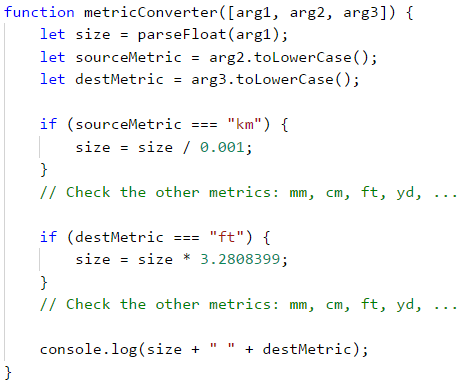 function metricConverter([arg1, arg2, arg3]) {
    let size = parseFloat(arg1);
    let sourceMetric = arg2.toLowerCase();
    let destMetric = arg3.toLowerCase();

    if (sourceMetric === "km") {
        size = size / 0.001;
    }
    // Check the other metrics: mm, cm, ft, yd, ...

    if (destMetric === "ft") {
        size = size * 3.2808399;
    }
    // Check the other metrics: mm, cm, ft, yd, ...

    console.log(size + " " + destMetric);
}